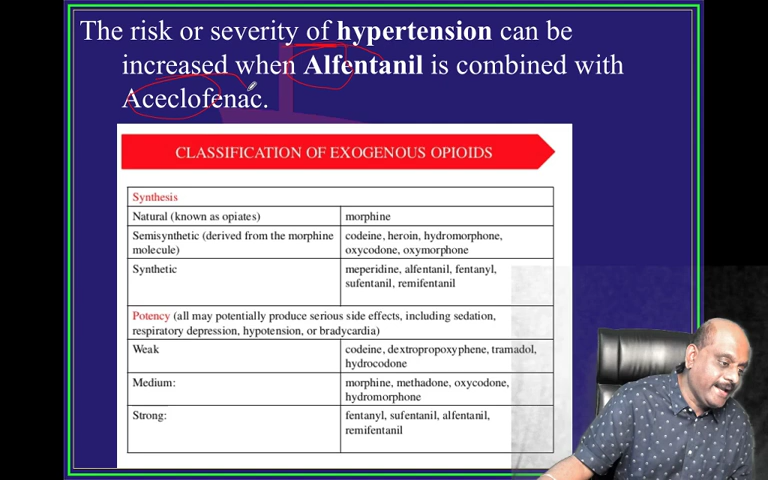 The risk or severity of hypertension can be
increased when Alfentanil is combined with
Aceclofenac.
CLASSIFICATION OF EXOGENOUS OPIOIDS
Synthesis
Natural (known as opiates) morphine
Semisynthetic (derived from the morphine codeine, heroin, hydromorphone,
molecule) oxycodone, oxymorphone
Synthetic meperidine, alfentanil, fentanyl,
sufentanil, remifentanil
Potency (all may potentially produce serious side effects, including sedation,
respiratory depression, hypotension, or bradycardia)
Weak codeine, dextropropoxyphene, tramadol,
hydrocodone
Medium: morphine, methadone, oxycodone,
hydromorphone
Strong: fentanyl, sufentanil, alfentanil,
remifentanil